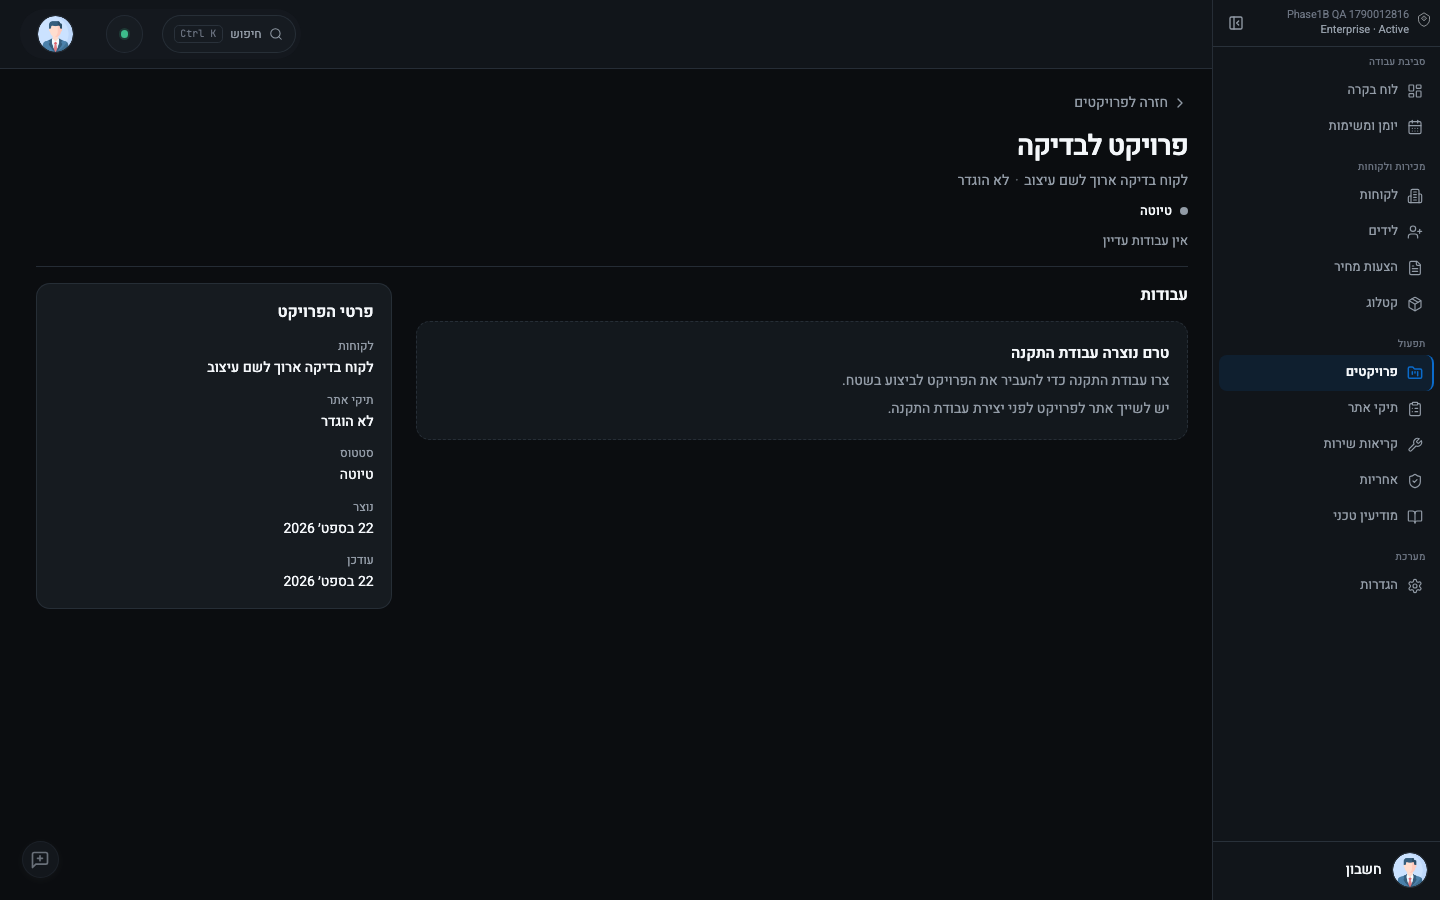 Phase1B QA 1790012816
Enterprise · Active
סביבת עבודה
לוח בקרה
יומן ומשימות
מכירות ולקוחות
לקוחות
לידים
הצעות מחיר
קטלוג
תפעול
פרויקטים
תיקי אתר
קריאות שירות
אחריות
מודיעין טכני
מערכת
הגדרות
חשבון
חיפוש Ctrl K
חזרה לפרויקטים
פרויקט לבדיקה
לקוח בדיקה ארוך לשם עיצוב · לא הוגדר
טיוטה
אין עבודות עדיין
עבודות
טרם נוצרה עבודת התקנה
צרו עבודת התקנה כדי להעביר את הפרויקט לביצוע בשטח.
יש לשייך אתר לפרויקט לפני יצירת עבודת התקנה.
פרטי הפרויקט
לקוחות
לקוח בדיקה ארוך לשם עיצוב
תיקי אתר
לא הוגדר
סטטוס
טיוטה
נוצר
22 בספט׳ 2026
עודכן
22 בספט׳ 2026